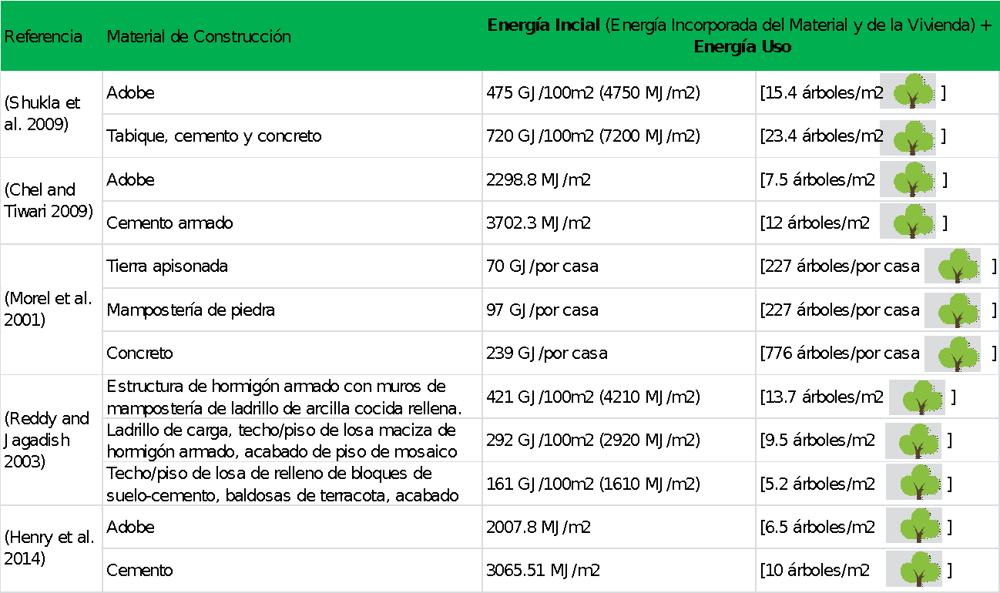 Referencia
Material de Construcción
Energía Incial (Energía Incorporada del Material y de la Vivienda) +
Energía Uso
(Shukla et
al. 2009)
Adobe
475 GJ/100m2 (4750 MJ/m2)
[15.4 árboles/m2 ]
Tabique, cemento y concreto
720 GJ/100m2 (7200 MJ/m2)
[23.4 árboles/m2 ]
(Chel and
Tiwari 2009)
Adobe
2298.8 MJ/m2
[7.5 árboles/m2 ]
Cemento armado
3702.3 MJ/m2
[12 árboles/m2 ]
(Morel et al.
2001)
Tierra apisonada
70 GJ/por casa
[227 árboles/por casa ]
Mampostería de piedra
97 GJ/por casa
[227 árboles/por casa ]
Concreto
239 GJ/por casa
[776 árboles/por casa ]
(Reddy and
Jagadish
2003)
Estructura de hormigón armado con muros de
mampostería de ladrillo de arcilla cocida rellena.
421 GJ/100m2 (4210 MJ/m2)
[13.7 árboles/m2 ]
Ladrillo de carga, techo/piso de losa maciza de
hormigón armado, acabado de piso de mosaico
292 GJ/100m2 (2920 MJ/m2)
[9.5 árboles/m2 ]
Techo/piso de losa de relleno de bloques de
suelo-cemento, baldosas de terracota, acabado
161 GJ/100m2 (1610 MJ/m2)
[5.2 árboles/m2 ]
(Henry et al.
2014)
Adobe
2007.8 MJ/m2
[6.5 árboles/m2 ]
Cemento
3065.51 MJ/m2
[10 árboles/m2 ]